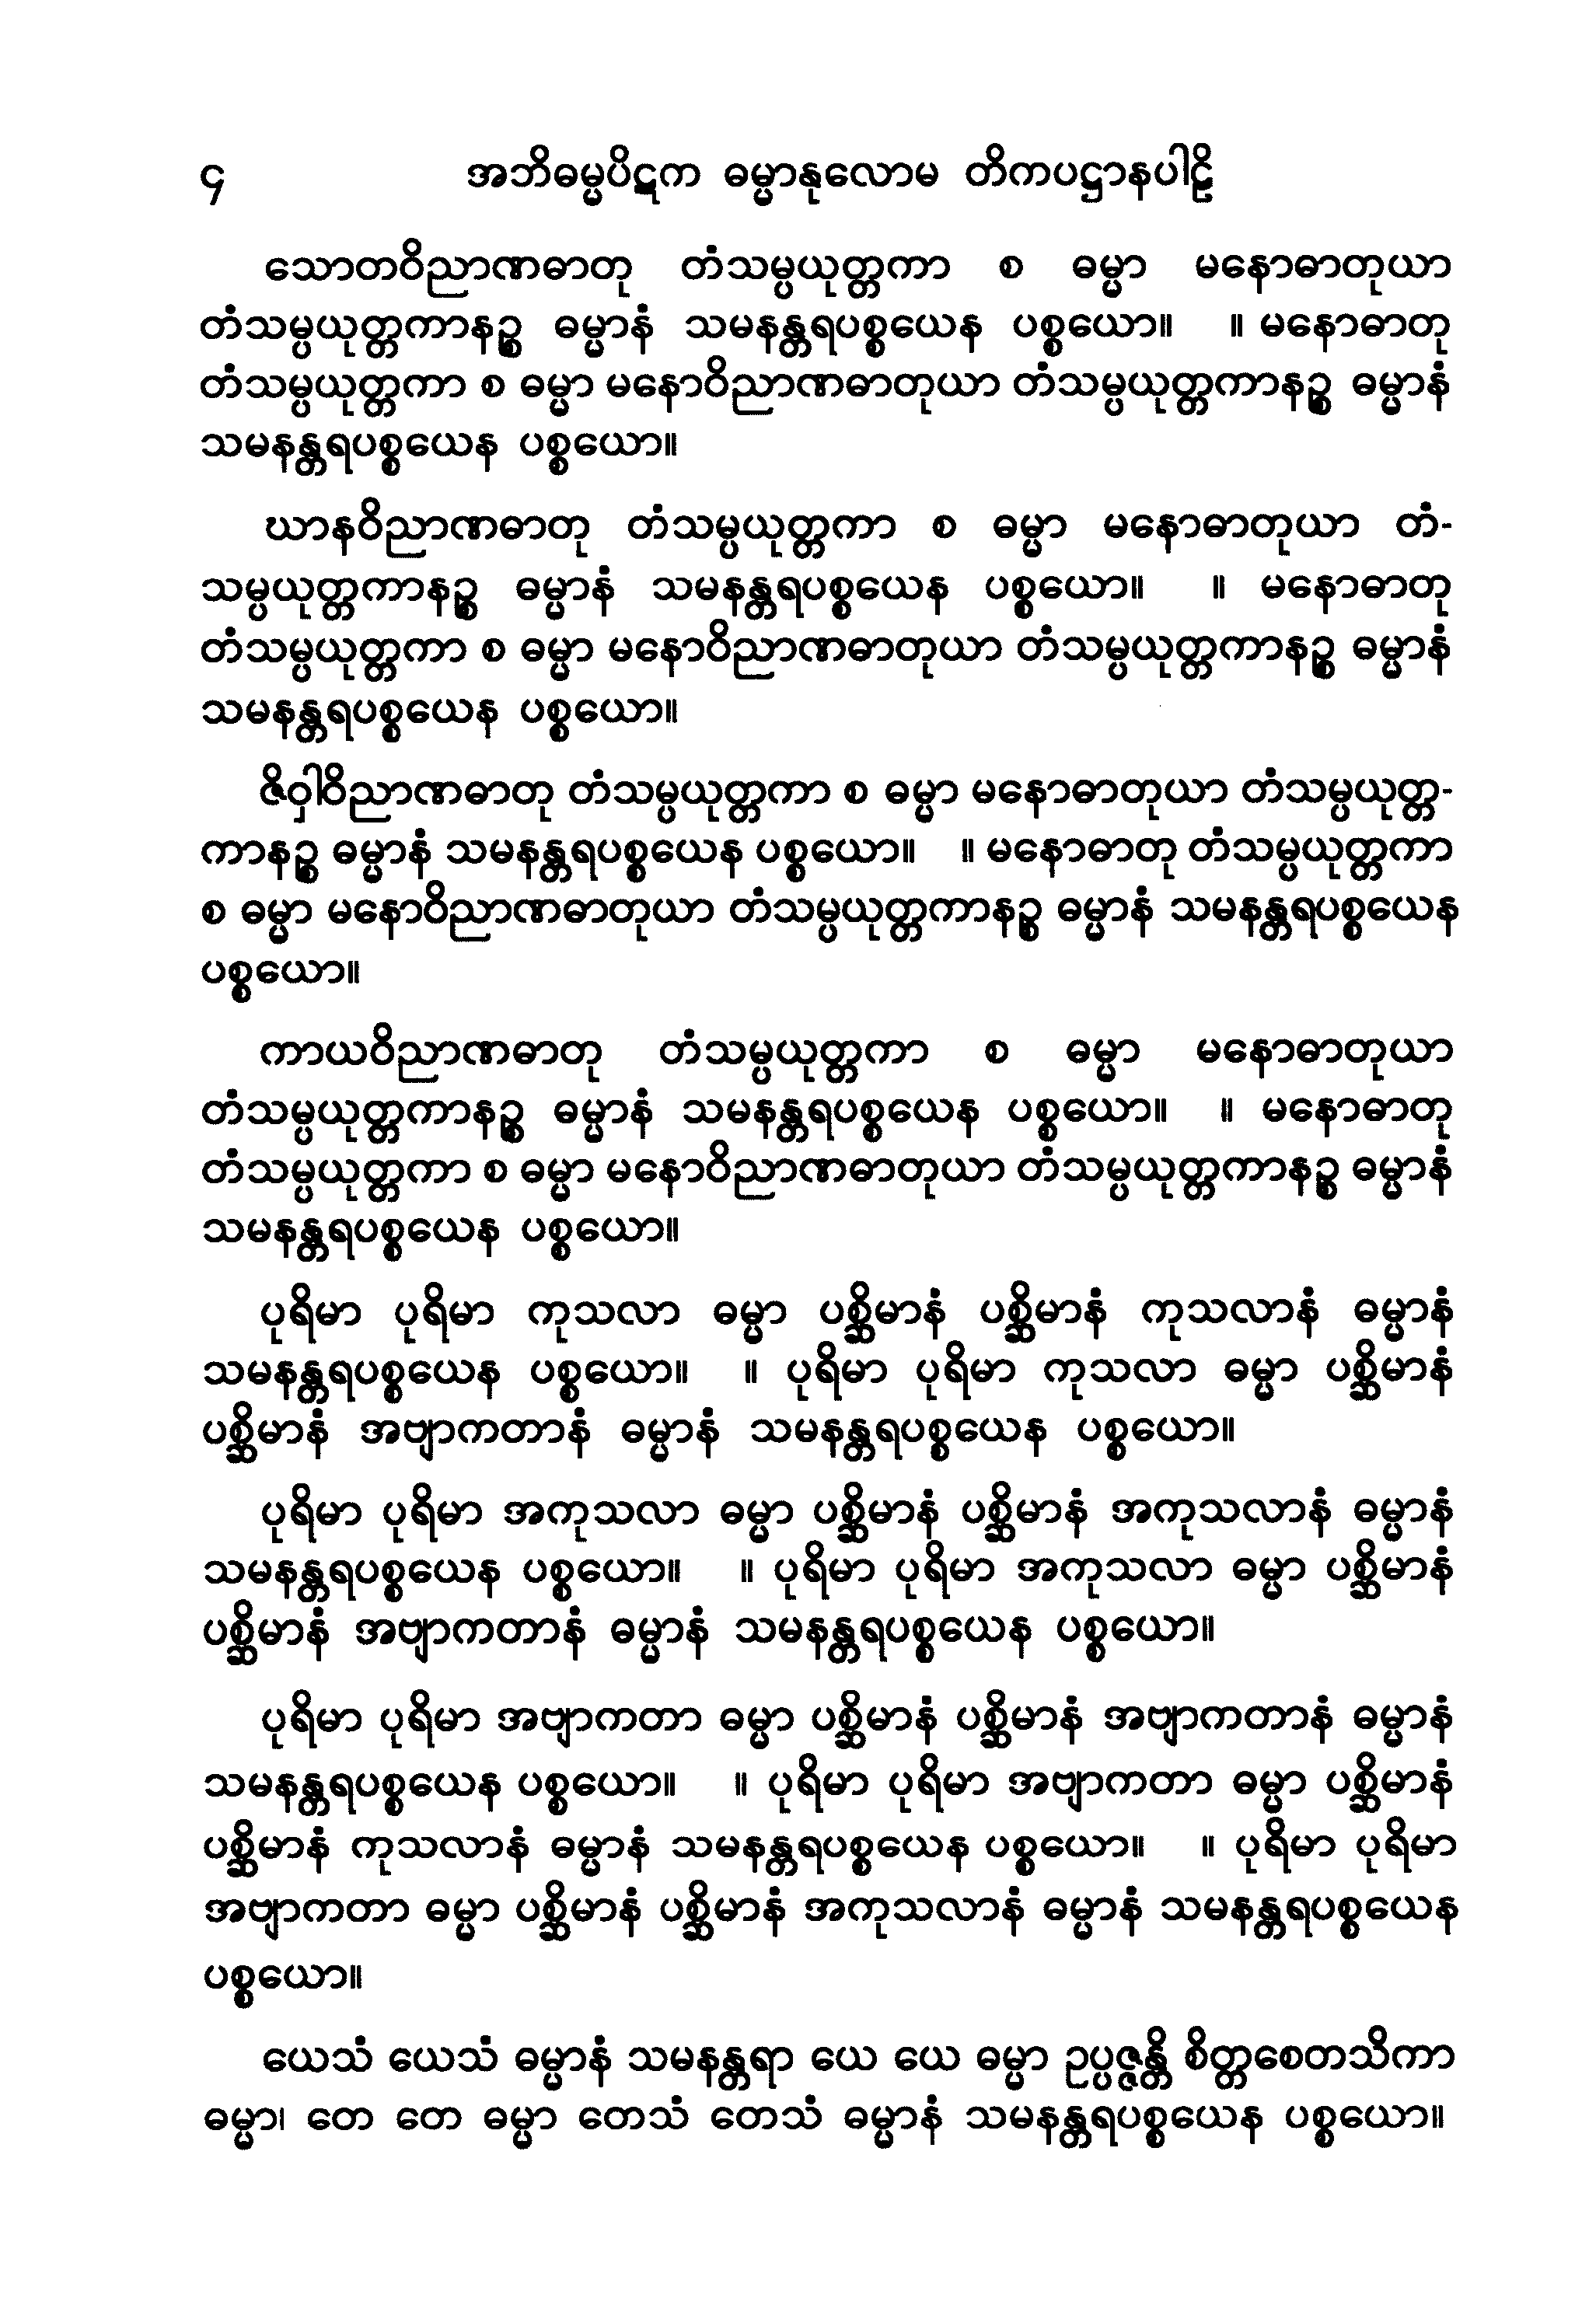 ၄ အဘိဓမ္မပိဋက ဓမ္မာနုလောမ တိကပဋ္ဌာနပါဠိ
သောတဝိညာဏဓာတု တံသမ္ပယုတ္တကာ စ ဓမ္မာ မနောဓာတုယာ
တံသမ္ပယုတ္တကာနဉ္စ ဓမ္မာနံ သမနန္တရပစ္စယေန ပစ္စယော။ ။ မနောဓာတု
တံသမ္ပယုတ္တကာ စ ဓမ္မာ မနောဝိညာဏဓာတုယာ တံသမ္ပယုတ္တကာနဉ္စ ဓမ္မာနံ
သမနန္တရပစ္စယေန ပစ္စယော။
ဃာနဝိညာဏဓာတု တံသမ္ပယုတ္တကာ စ ဓမ္မာ မနောဓာတုယာ တံ-
သမ္ပယုတ္တကာနဉ္စ ဓမ္မာနံ သမနန္တရပစ္စယေန ပစ္စယော။ ။ မနောဓာတု
တံသမ္ပယုတ္တကာ စ ဓမ္မာ မနောဝိညာဏဓာတုယာ တံသမ္ပယုတ္တကာနဉ္စ ဓမ္မာနံ
သမနန္တရပစ္စယေန ပစ္စယော။
ဇိဝှါဝိညာဏဓာတု တံသမ္ပယုတ္တကာ စ ဓမ္မာ မနောဓာတုယာ တံသမ္ပယုတ္တ-
ကာနဉ္စ ဓမ္မာနံ သမနန္တရပစ္စယေန ပစ္စယော။ ။ မနောဓာတု တံသမ္ပယုတ္တကာ
စ ဓမ္မာ မနောဝိညာဏဓာတုယာ တံသမ္ပယုတ္တကာနဉ္စ ဓမ္မာနံ သမနန္တရပစ္စယေန
ပစ္စယော။
ကာယဝိညာဏဓာတု တံသမ္ပယုတ္တကာ စ ဓမ္မာ မနောဓာတုယာ
တံသမ္ပယုတ္တကာနဉ္စ ဓမ္မာနံ သမနန္တရပစ္စယေန ပစ္စယော။ ။ မနောဓာတု
တံသမ္ပယုတ္တကာ စ ဓမ္မာ မနောဝိညာဏဓာတုယာ တံသမ္ပယုတ္တကာနဉ္စ ဓမ္မာနံ
သမနန္တရပစ္စယေန ပစ္စယော။
ပုရိမာ ပုရိမာ ကုသလာ ဓမ္မာ ပစ္ဆိမာနံ ပစ္ဆိမာနံ ကုသလာနံ ဓမ္မာနံ
သမနန္တရပစ္စယေန ပစ္စယော။ ။ ပုရိမာ ပုရိမာ ကုသလာ ဓမ္မာ ပစ္ဆိမာနံ
ပစ္ဆိမာနံ အဗျာကတာနံ ဓမ္မာနံ သမနန္တရပစ္စယေန ပစ္စယော။
ပုရိမာ ပုရိမာ အကုသလာ ဓမ္မာ ပစ္ဆိမာနံ ပစ္ဆိမာနံ အကုသလာနံ ဓမ္မာနံ
သမနန္တရပစ္စယေန ပစ္စယော။ ။ ပုရိမာ ပုရိမာ အကုသလာ ဓမ္မာ ပစ္ဆိမာနံ
ပစ္ဆိမာနံ အဗျာကတာနံ ဓမ္မာနံ သမနန္တရပစ္စယေန ပစ္စယော။
ပုရိမာ ပုရိမာ အဗျာကတာ ဓမ္မာ ပစ္ဆိမာနံ ပစ္ဆိမာနံ အဗျာကတာနံ ဓမ္မာနံ
သမနန္တရပစ္စယေန ပစ္စယော။ ။ ပုရိမာ ပုရိမာ အဗျာကတာ ဓမ္မာ ပစ္ဆိမာနံ
ပစ္ဆိမာနံ ကုသလာနံ ဓမ္မာနံ သမနန္တရပစ္စယေန ပစ္စယော။ ။ ပုရိမာ ပုရိမာ
အဗျာကတာ ဓမ္မာ ပစ္ဆိမာနံ ပစ္ဆိမာနံ အကုသလာနံ ဓမ္မာနံ သမနန္တရပစ္စယေန
ပစ္စယော။
ယေသံ ယေသံ ဓမ္မာနံ သမနန္တရာ ယေ ယေ ဓမ္မာ ဥပ္ပဇ္ဇန္တိ စိတ္တစေတသိကာ
ဓမ္မာ၊ တေ တေ ဓမ္မာ တေသံ တေသံ ဓမ္မာနံ သမနန္တရပစ္စယေန ပစ္စယော။